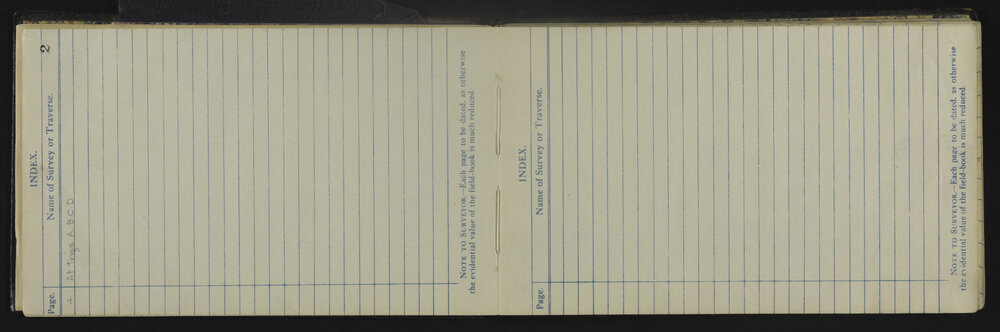 2
INDEX.
Page.
Name of Survey or Traverse.
4
At Trigs A.B.C.D.
NOTE TO SURVEYOR.—Each page to be dated, as otherwise
the evidential value of the field-book is much reduced.
INDEX.
Page.
Name of Survey or Traverse.
NOTE TO SURVEYOR.—Each page to be dated, as otherwise
the evidential value of the field-book is much reduced.